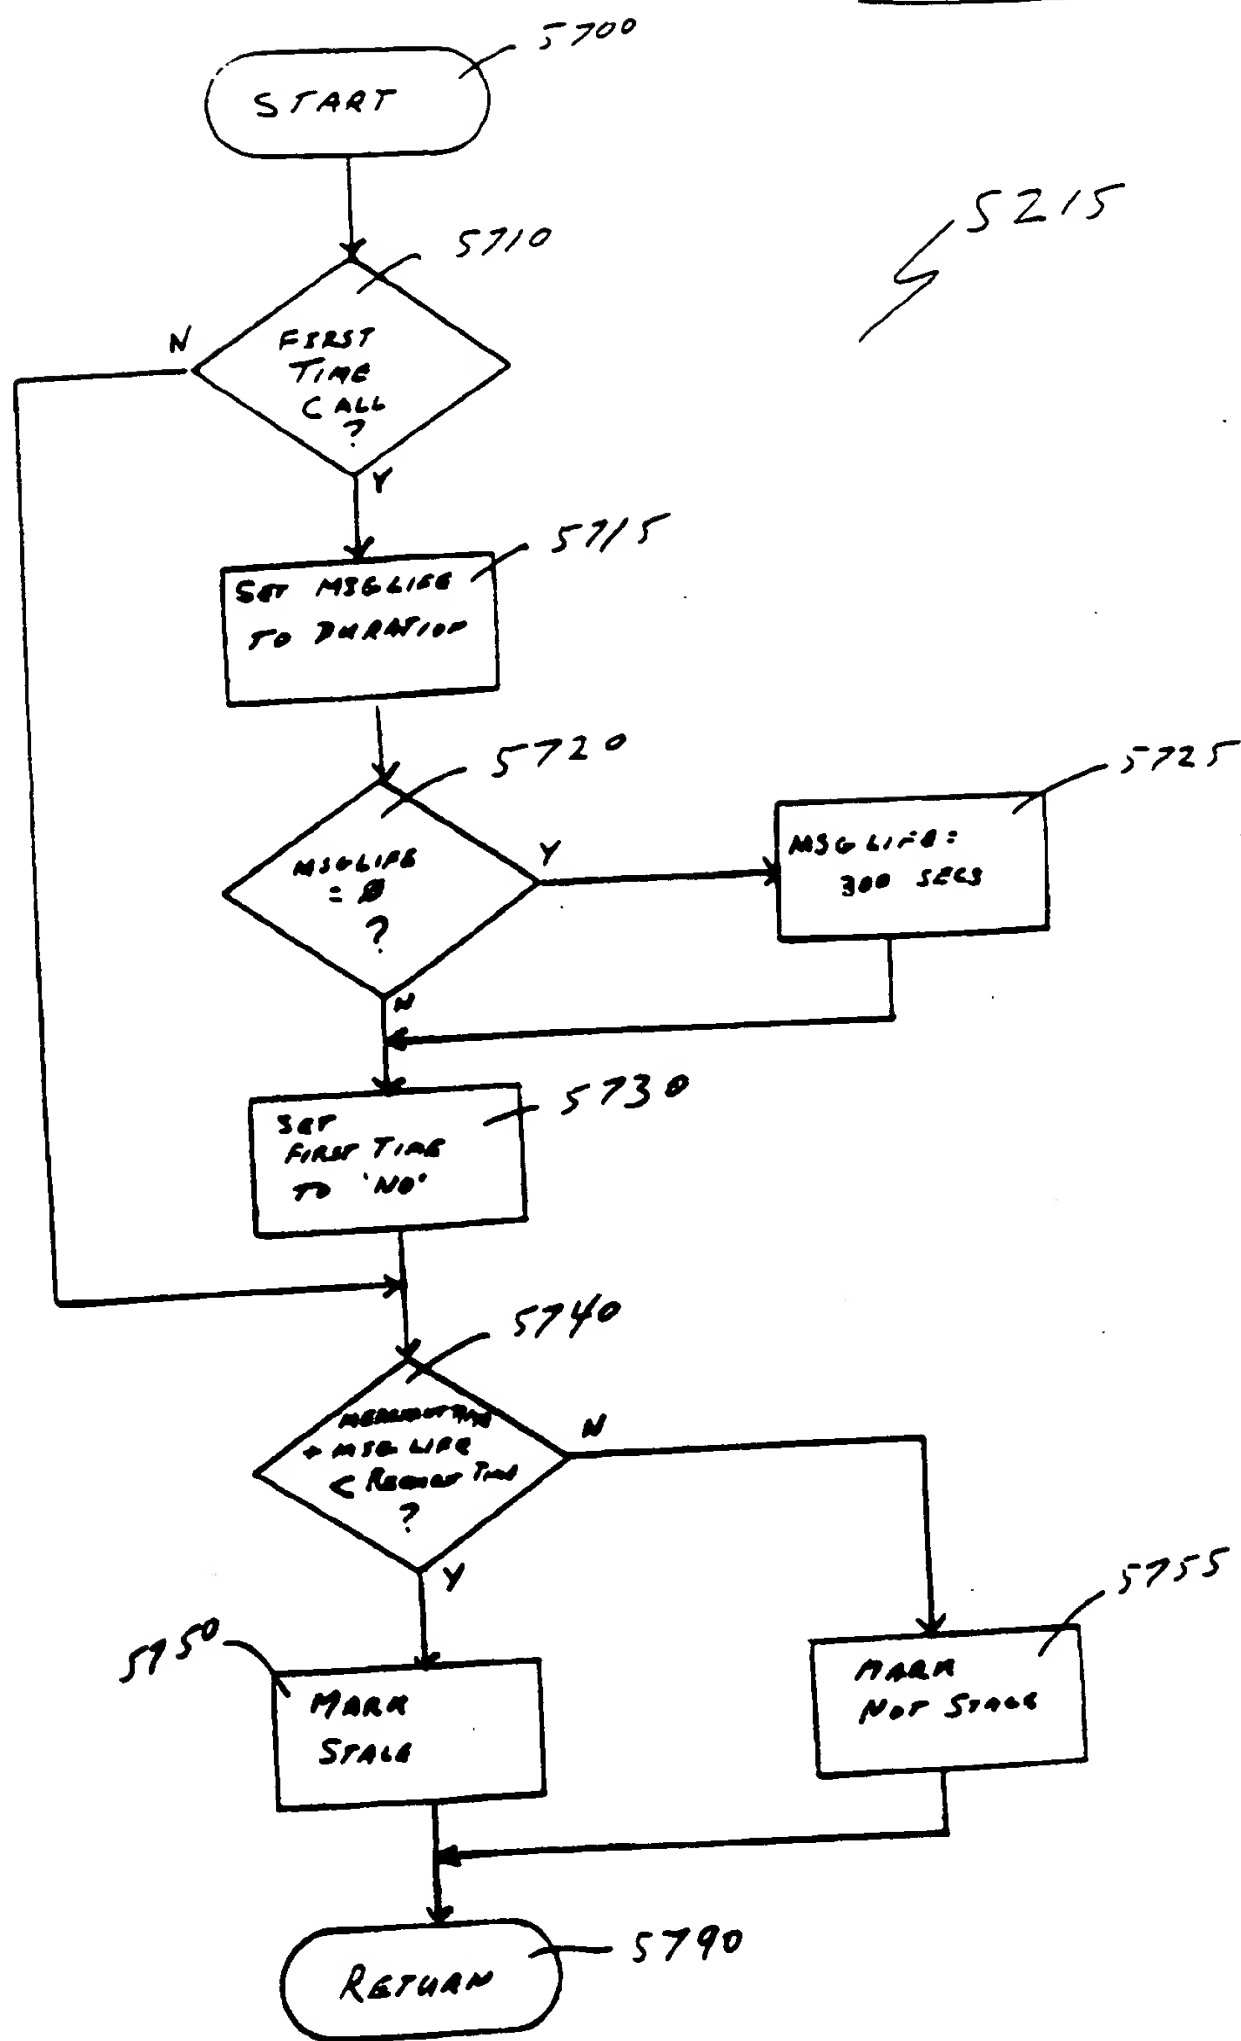 5700
START
5215
5710
N
FIRST
TIME
CALL
?
Y
5715
SET MSGLIFE
TO DURATION
5720
5725
MSGLIFE
= 0
?
Y
MSG LIFE =
300 SECS
N
5730
SET
FIRST TIME
TO 'NO'
5740
+ MSG LIFE
< REQUEST TIME
?
N
Y
5750
5755
MARK
STALE
MARK
NOT STALE
5790
RETURN